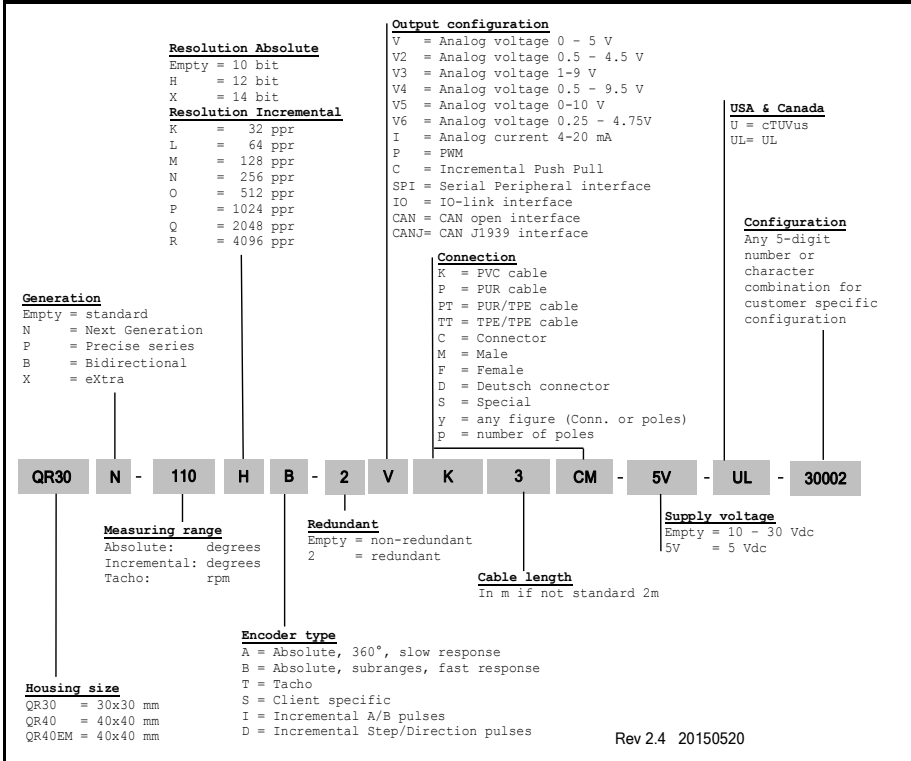 Output configuration
V = Analog voltage 0 - 5 V
V2 = Analog voltage 0.5 - 4.5 V
V3 = Analog voltage 1-9 V
V4 = Analog voltage 0.5 - 9.5 V
V5 = Analog voltage 0-10 V
V6 = Analog voltage 0.25 - 4.75V
I = Analog current 4-20 mA
P = PWM
C = Incremental Push Pull
SPI = Serial Peripheral interface
IO = IO-link interface
CAN = CAN open interface
CANJ= CAN J1939 interface
Resolution Absolute
Empty = 10 bit
H = 12 bit
X = 14 bit
Resolution Incremental
K = 32 ppr
L = 64 ppr
M = 128 ppr
N = 256 ppr
O = 512 ppr
P = 1024 ppr
Q = 2048 ppr
R = 4096 ppr
USA & Canada
U = cTUVus
UL= UL
Configuration
Any 5-digit
number or
character
combination for
customer specific
configuration
Connection
K = PVC cable
P = PUR cable
PT = PUR/TPE cable
TT = TPE/TPE cable
C = Connector
M = Male
F = Female
D = Deutsch connector
S = Special
y = any figure (Conn. or poles)
p = number of poles
Generation
Empty = standard
N = Next Generation
P = Precise series
B = Bidirectional
X = eXtra
QR30 N - 110 H B - 2 V K 3 CM - 5V - UL - 30002
Measuring range
Absolute: degrees
Incremental: degrees
Tacho: rpm
Redundant
Empty = non-redundant
2 = redundant
Supply voltage
Empty = 10 - 30 Vdc
5V = 5 Vdc
Cable length
In m if not standard 2m
Encoder type
A = Absolute, 360°, slow response
B = Absolute, subranges, fast response
T = Tacho
S = Client specific
I = Incremental A/B pulses
D = Incremental Step/Direction pulses
Housing size
QR30 = 30x30 mm
QR40 = 40x40 mm
QR40EM = 40x40 mm
Rev 2.4 20150520